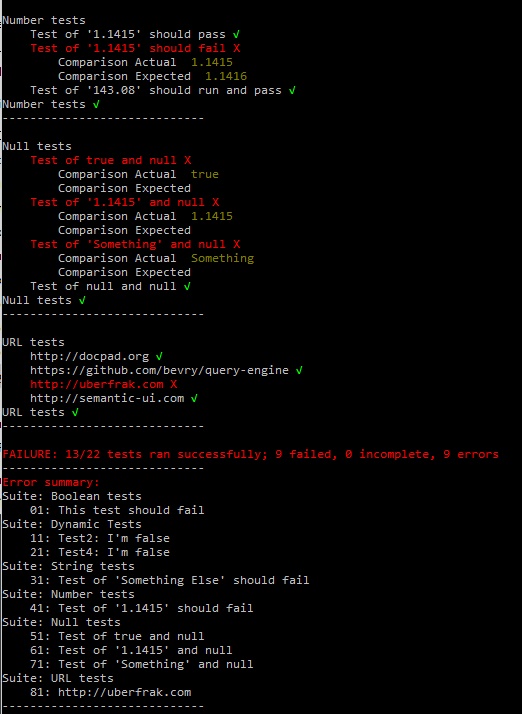 Number tests
Test of '1.1415' should pass √
Test of '1.1415' should fail X
Comparison Actual 1.1415
Comparison Expected 1.1416
Test of '143.08' should run and pass √
Number tests √
----------------------------
Null tests
Test of true and null X
Comparison Actual true
Comparison Expected
Test of '1.1415' and null X
Comparison Actual 1.1415
Comparison Expected
Test of 'Something' and null X
Comparison Actual Something
Comparison Expected
Test of null and null √
Null tests √
----------------------------
URL tests
http://docpad.org √
https://github.com/bevry/query-engine √
http://uberfrak.com X
http://semantic-ui.com √
URL tests √
----------------------------
FAILURE: 13/22 tests ran successfully; 9 failed, 0 incomplete, 9 errors
----------------------------
Error summary:
Suite: Boolean tests
01: This test should fail
Suite: Dynamic Tests
11: Test2: I'm false
21: Test4: I'm false
Suite: String tests
31: Test of 'Something Else' should fail
Suite: Number tests
41: Test of '1.1415' should fail
Suite: Null tests
51: Test of true and null
61: Test of '1.1415' and null
71: Test of 'Something' and null
Suite: URL tests
81: http://uberfrak.com
----------------------------